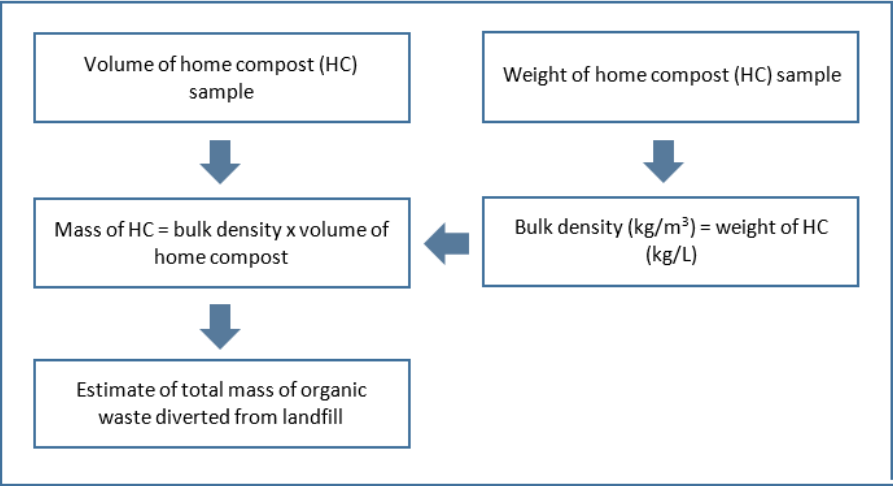 Volume of home compost (HC)
sample
Weight of home compost (HC) sample
Mass of HC = bulk density x volume of
home compost
Bulk density (kg/m³) = weight of HC
(kg/L)
Estimate of total mass of organic
waste diverted from landfill